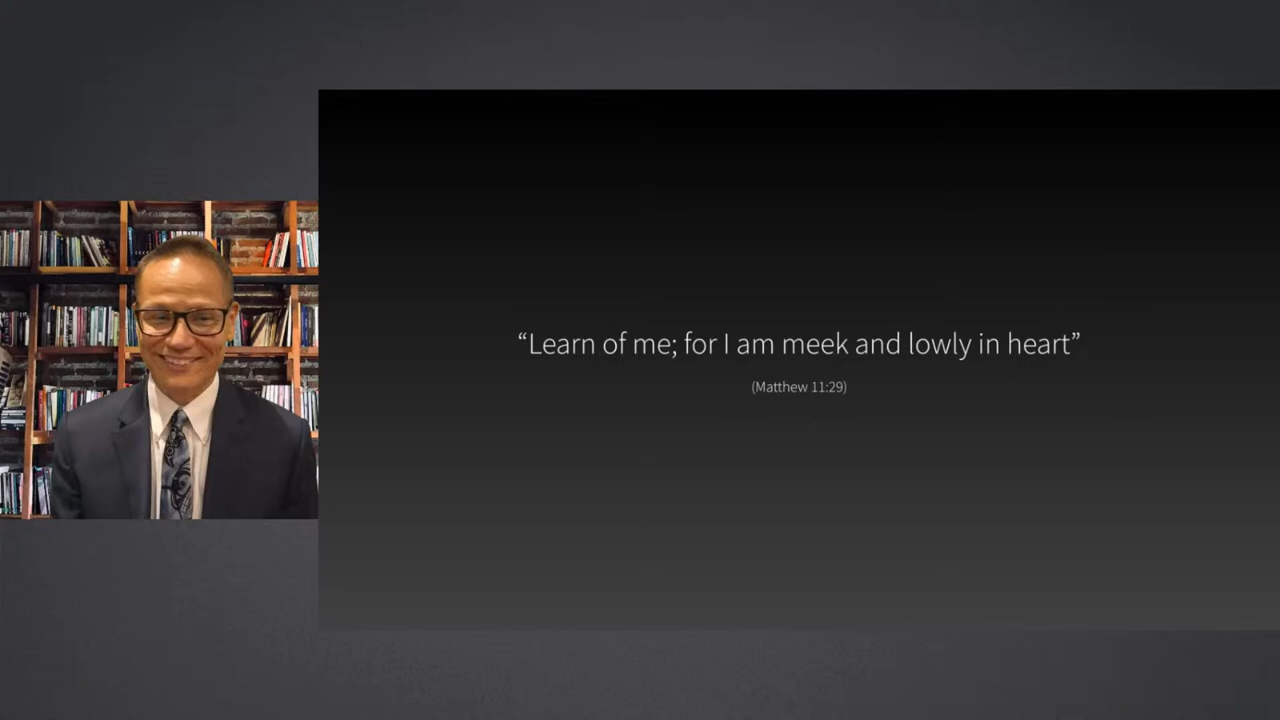 “Learn of me; for I am meek and lowly in heart”
(Matthew 11:29)